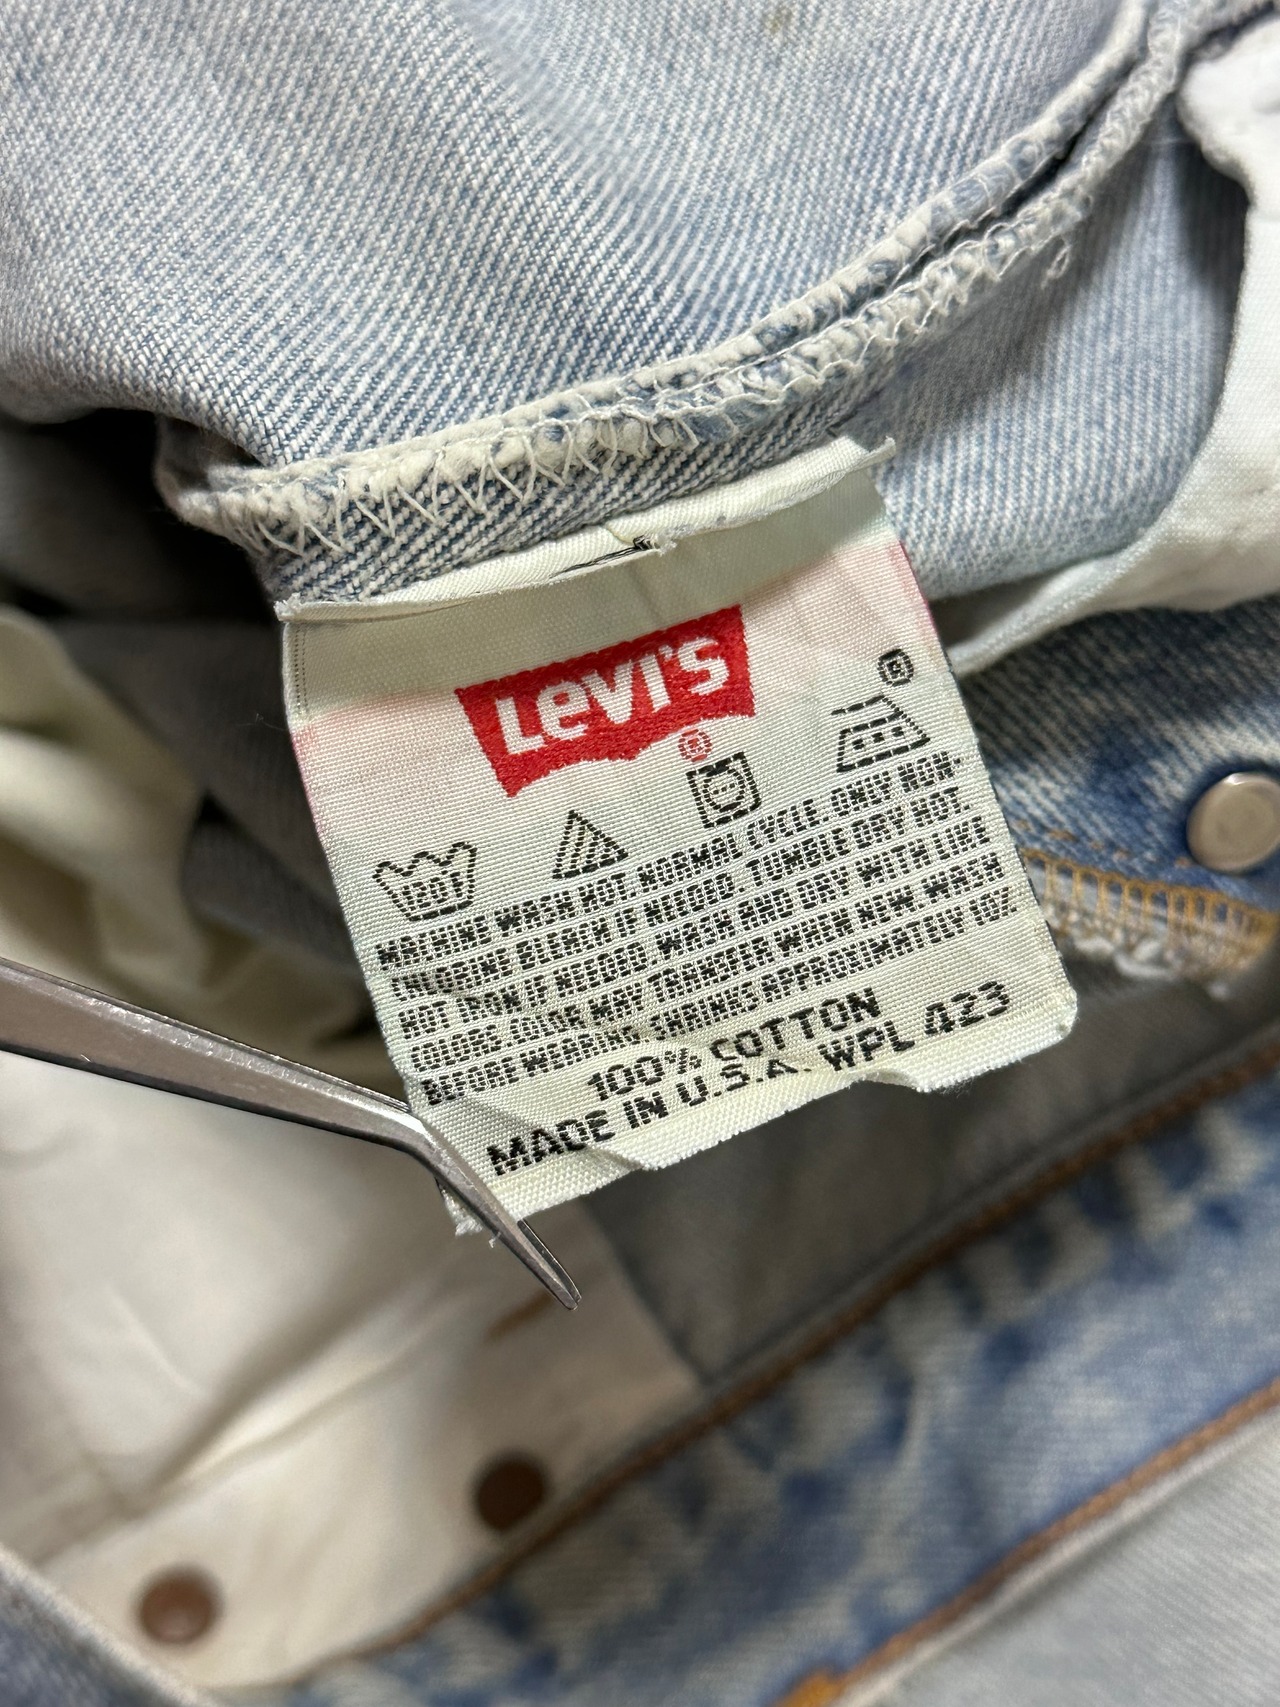 Levi's ®
®
100f
MACHINE WASH HOT. NORMAL CYCLE. ONLY NON-
CHLORINE BLEACH IF NEEDED. TUMBLE DRY HOT.
HOT IRON IF NEEDED. WASH AND DRY WITH LIKE
COLORS. COLOR MAY TRANSFER WHEN NEW. WASH
BEFORE WEARING. SHRINKS APPROXIMATELY 10%.
100% COTTON
MADE IN U.S.A. WPL 423